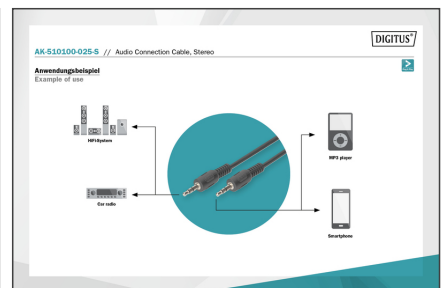 DIGITUS®
AK-510100-025-S // Audio Connection Cable, Stereo
Anwendungsbeispiel
Example of use
HiFi-System
MP3 player
Car radio
Smartphone